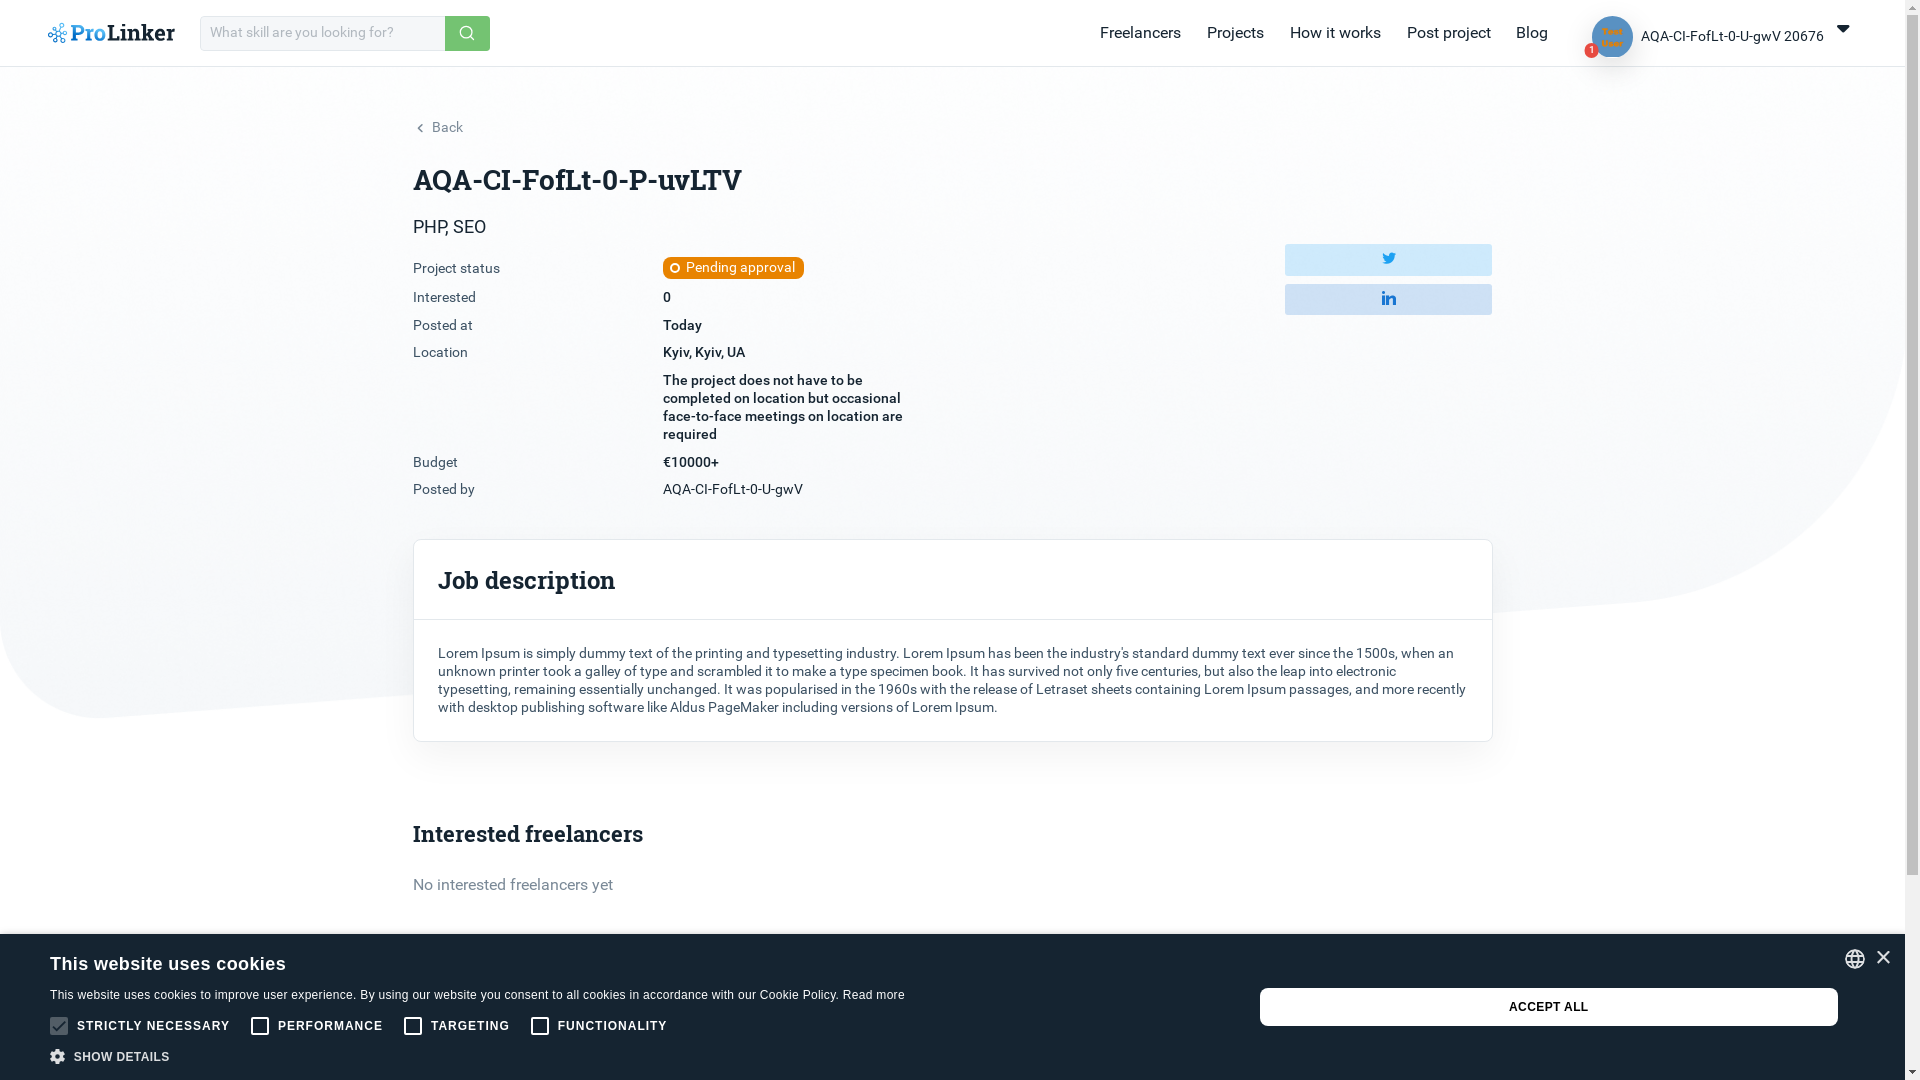 ProLinker
What skill are you looking for?
Freelancers
Projects
How it works
Post project
Blog
Test
User
1
AQA-CI-FofLt-0-U-gwV 20676
Back
AQA-CI-FofLt-0-P-uvLTV
PHP, SEO
Project status
Pending approval
Interested
0
Posted at
Today
Location
Kyiv, Kyiv, UA
The project does not have to be
completed on location but occasional
face-to-face meetings on location are
required
Budget
€10000+
Posted by
AQA-CI-FofLt-0-U-gwV
Job description
Lorem Ipsum is simply dummy text of the printing and typesetting industry. Lorem Ipsum has been the industry's standard dummy text ever since the 1500s, when an
unknown printer took a galley of type and scrambled it to make a type specimen book. It has survived not only five centuries, but also the leap into electronic
typesetting, remaining essentially unchanged. It was popularised in the 1960s with the release of Letraset sheets containing Lorem Ipsum passages, and more recently
with desktop publishing software like Aldus PageMaker including versions of Lorem Ipsum.
Interested freelancers
No interested freelancers yet
This website uses cookies
This website uses cookies to improve user experience. By using our website you consent to all cookies in accordance with our Cookie Policy. Read more
STRICTLY NECESSARY
PERFORMANCE
TARGETING
FUNCTIONALITY
SHOW DETAILS
ACCEPT ALL